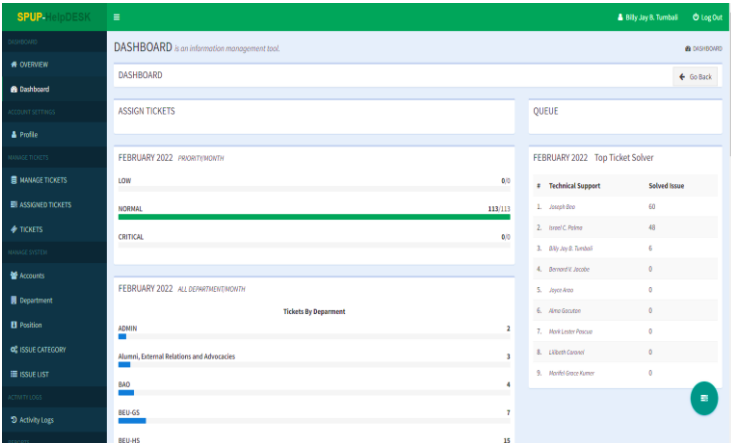 SPUP-HelpDESK
Billy Jay B. Tumbali
Log Out
DASHBOARD
OVERVIEW
Dashboard
ACCOUNT SETTINGS
Profile
MANAGE TICKETS
MANAGE TICKETS
ASSIGNED TICKETS
TICKETS
MANAGE SYSTEM
Accounts
Department
Position
ISSUE CATEGORY
ISSUE LIST
ACTIVITY LOGS
Activity Logs
DASHBOARD is an information management tool.
DASHBOARD
DASHBOARD
Go Back
ASSIGN TICKETS
FEBRUARY 2022 PRIORITY/MONTH
LOW 0/0
NORMAL 113/113
CRITICAL 0/0
FEBRUARY 2022 ALL DEPARTMENT/MONTH
Tickets By Deparment
ADMIN 2
Alumni, External Relations and Advocacies 3
BAO 4
BEU-GS 7
BEU-HS 15
QUEUE
FEBRUARY 2022 Top Ticket Solver
# Technical Support Solved Issue
1. Joseph Boo 60
2. Israel C. Palma 48
3. Billy Jay B. Tumbali 6
4. Bernard V. Jacobe 0
5. Joyce 0
6. Alma Gacutan 0
7. Mark Lester Pascua 0
8. Lilibeth Caronel 0
9. Marifel Grace Kumer 0